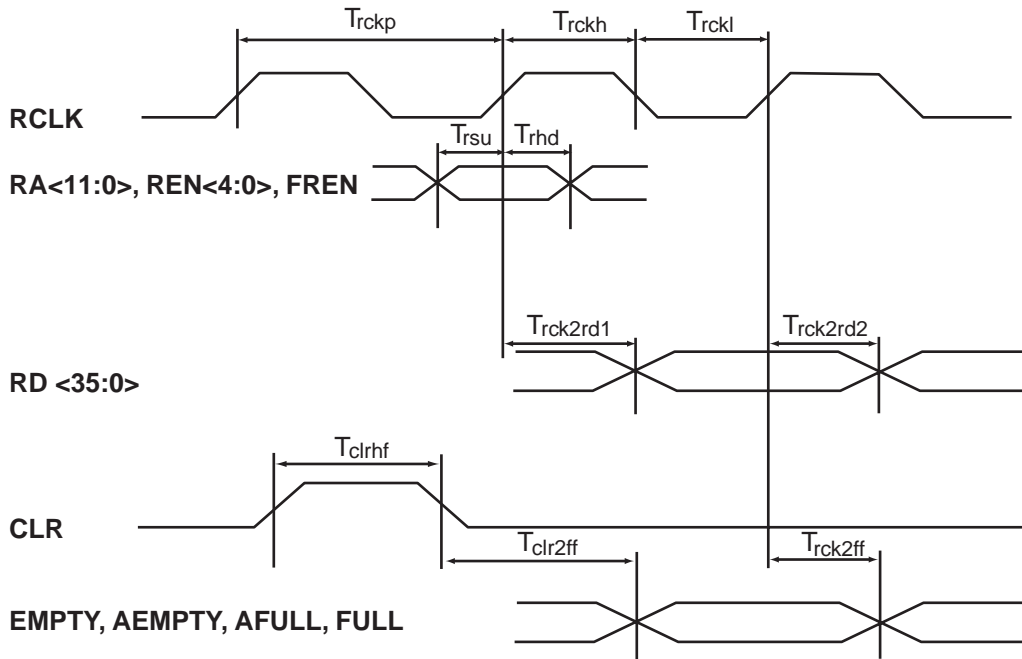 Trckp
Trckh
Trckl
RCLK
Trsu
Trhd
RA<11:0>, REN<4:0>, FREN
Trck2rd1
Trck2rd2
RD <35:0>
Tclrhf
CLR
Tclr2ff
Trck2ff
EMPTY, AEMPTY, AFULL, FULL